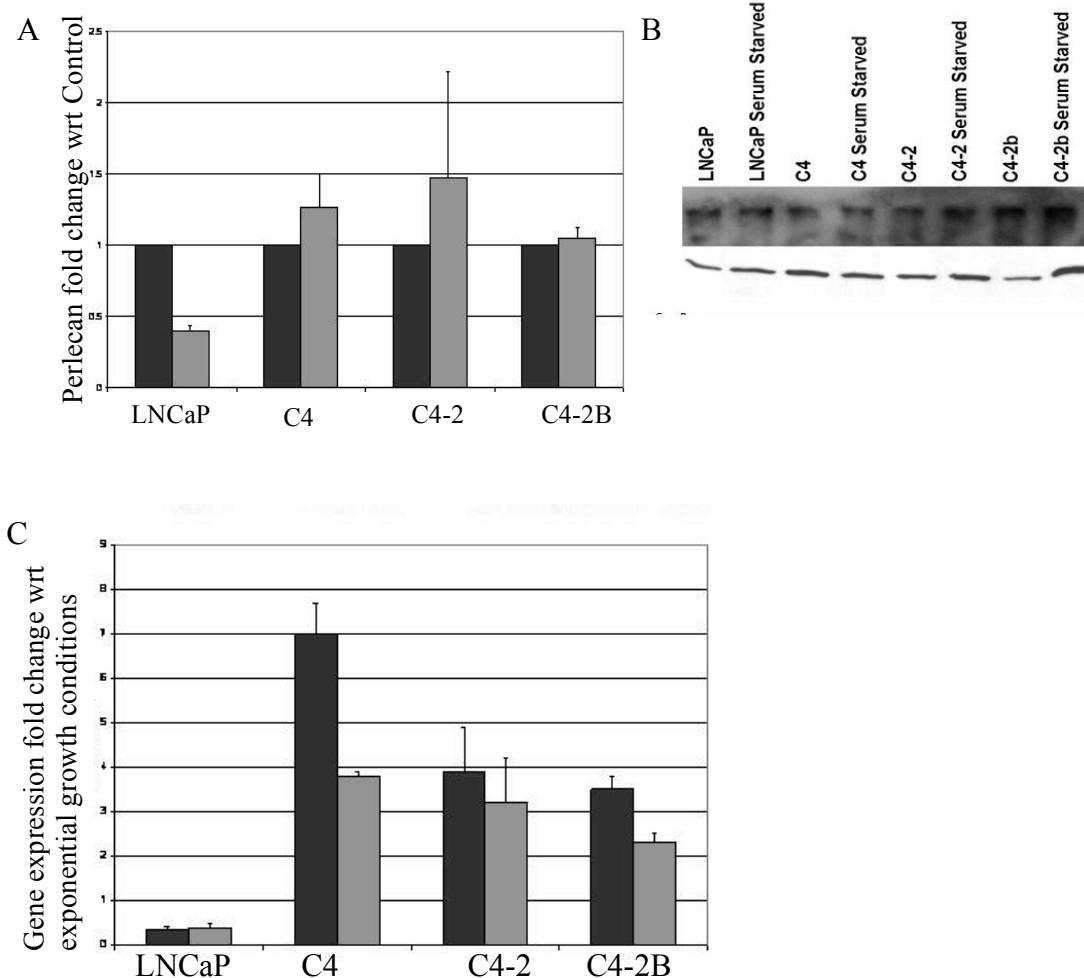 A
Perlecan fold change wrt Control
2.5
2
1.5
1
0.5
0
LNCaP
C4
C4-2
C4-2B
B
LNCaP
LNCaP Serum Starved
C4
C4 Serum Starved
C4-2
C4-2 Serum Starved
C4-2b
C4-2b Serum Starved
C
Gene expression fold change wrt
exponential growth conditions
9
8
7
6
5
4
3
2
1
0
LNCaP
C4
C4-2
C4-2B